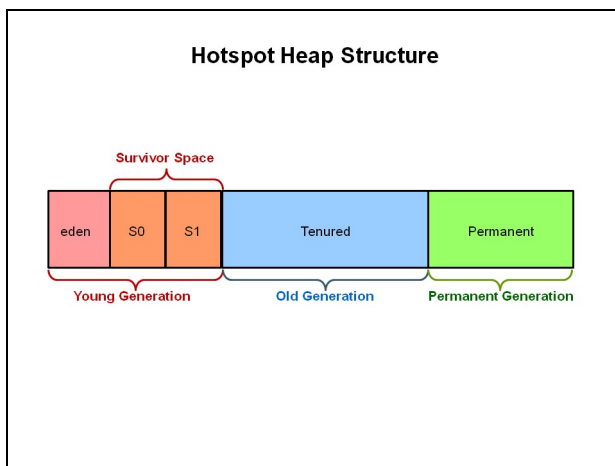 Hotspot Heap Structure
Survivor Space
eden S0 S1 Tenured Permanent
Young Generation Old Generation Permanent Generation